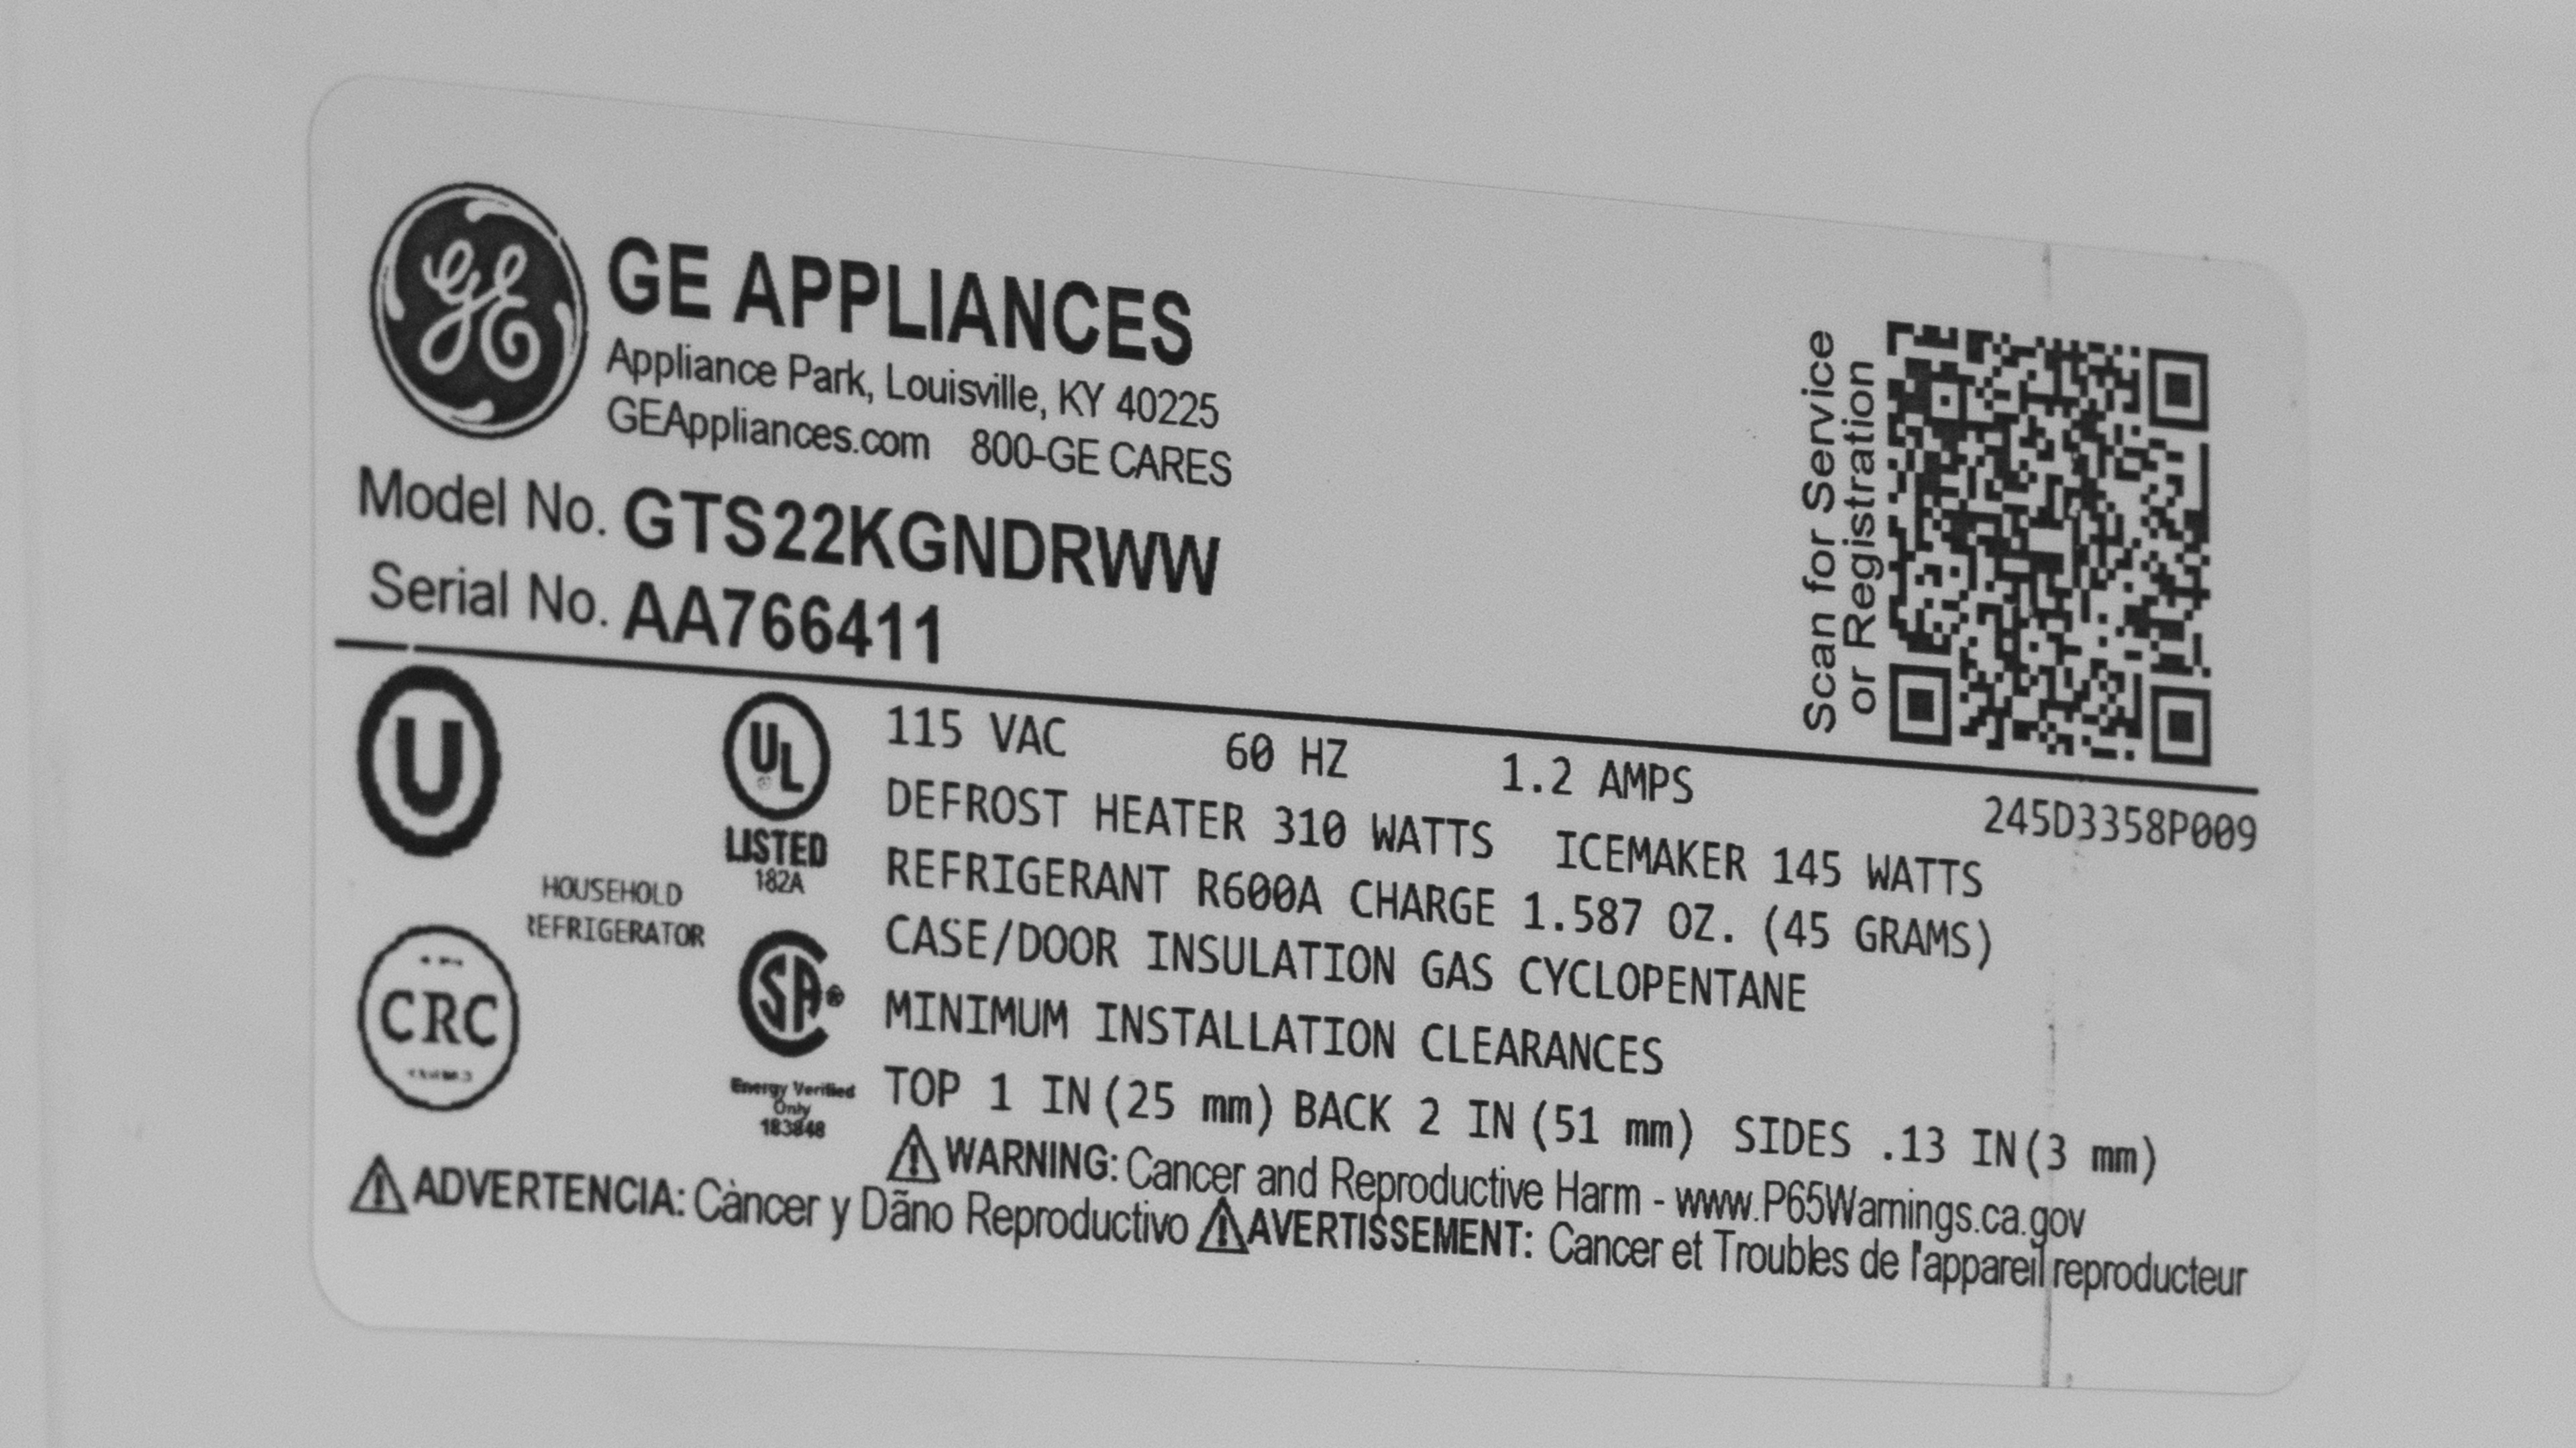 GE
GE APPLIANCES
Appliance Park, Louisville, KY 40225
GEAppliances.com 800-GE CARES
Model No. GTS22KGNDRWW
Serial No. AA766411
Scan for Service
or Registration
U
UL
LISTED
182A
HOUSEHOLD
REFRIGERATOR
CRC
SA®
Energy Verified
Only
183848
115 VAC 60 HZ 1.2 AMPS
245D3358P009
DEFROST HEATER 310 WATTS ICEMAKER 145 WATTS
REFRIGERANT R600A CHARGE 1.587 OZ. (45 GRAMS)
CASE/DOOR INSULATION GAS CYCLOPENTANE
MINIMUM INSTALLATION CLEARANCES
TOP 1 IN(25 mm) BACK 2 IN(51 mm) SIDES .13 IN(3 mm)
WARNING: Cancer and Reproductive Harm - www.P65Warnings.ca.gov
ADVERTENCIA: Càncer y Dãno Reproductivo AVERTISSEMENT: Cancer et Troubles de l'appareil reproducteur